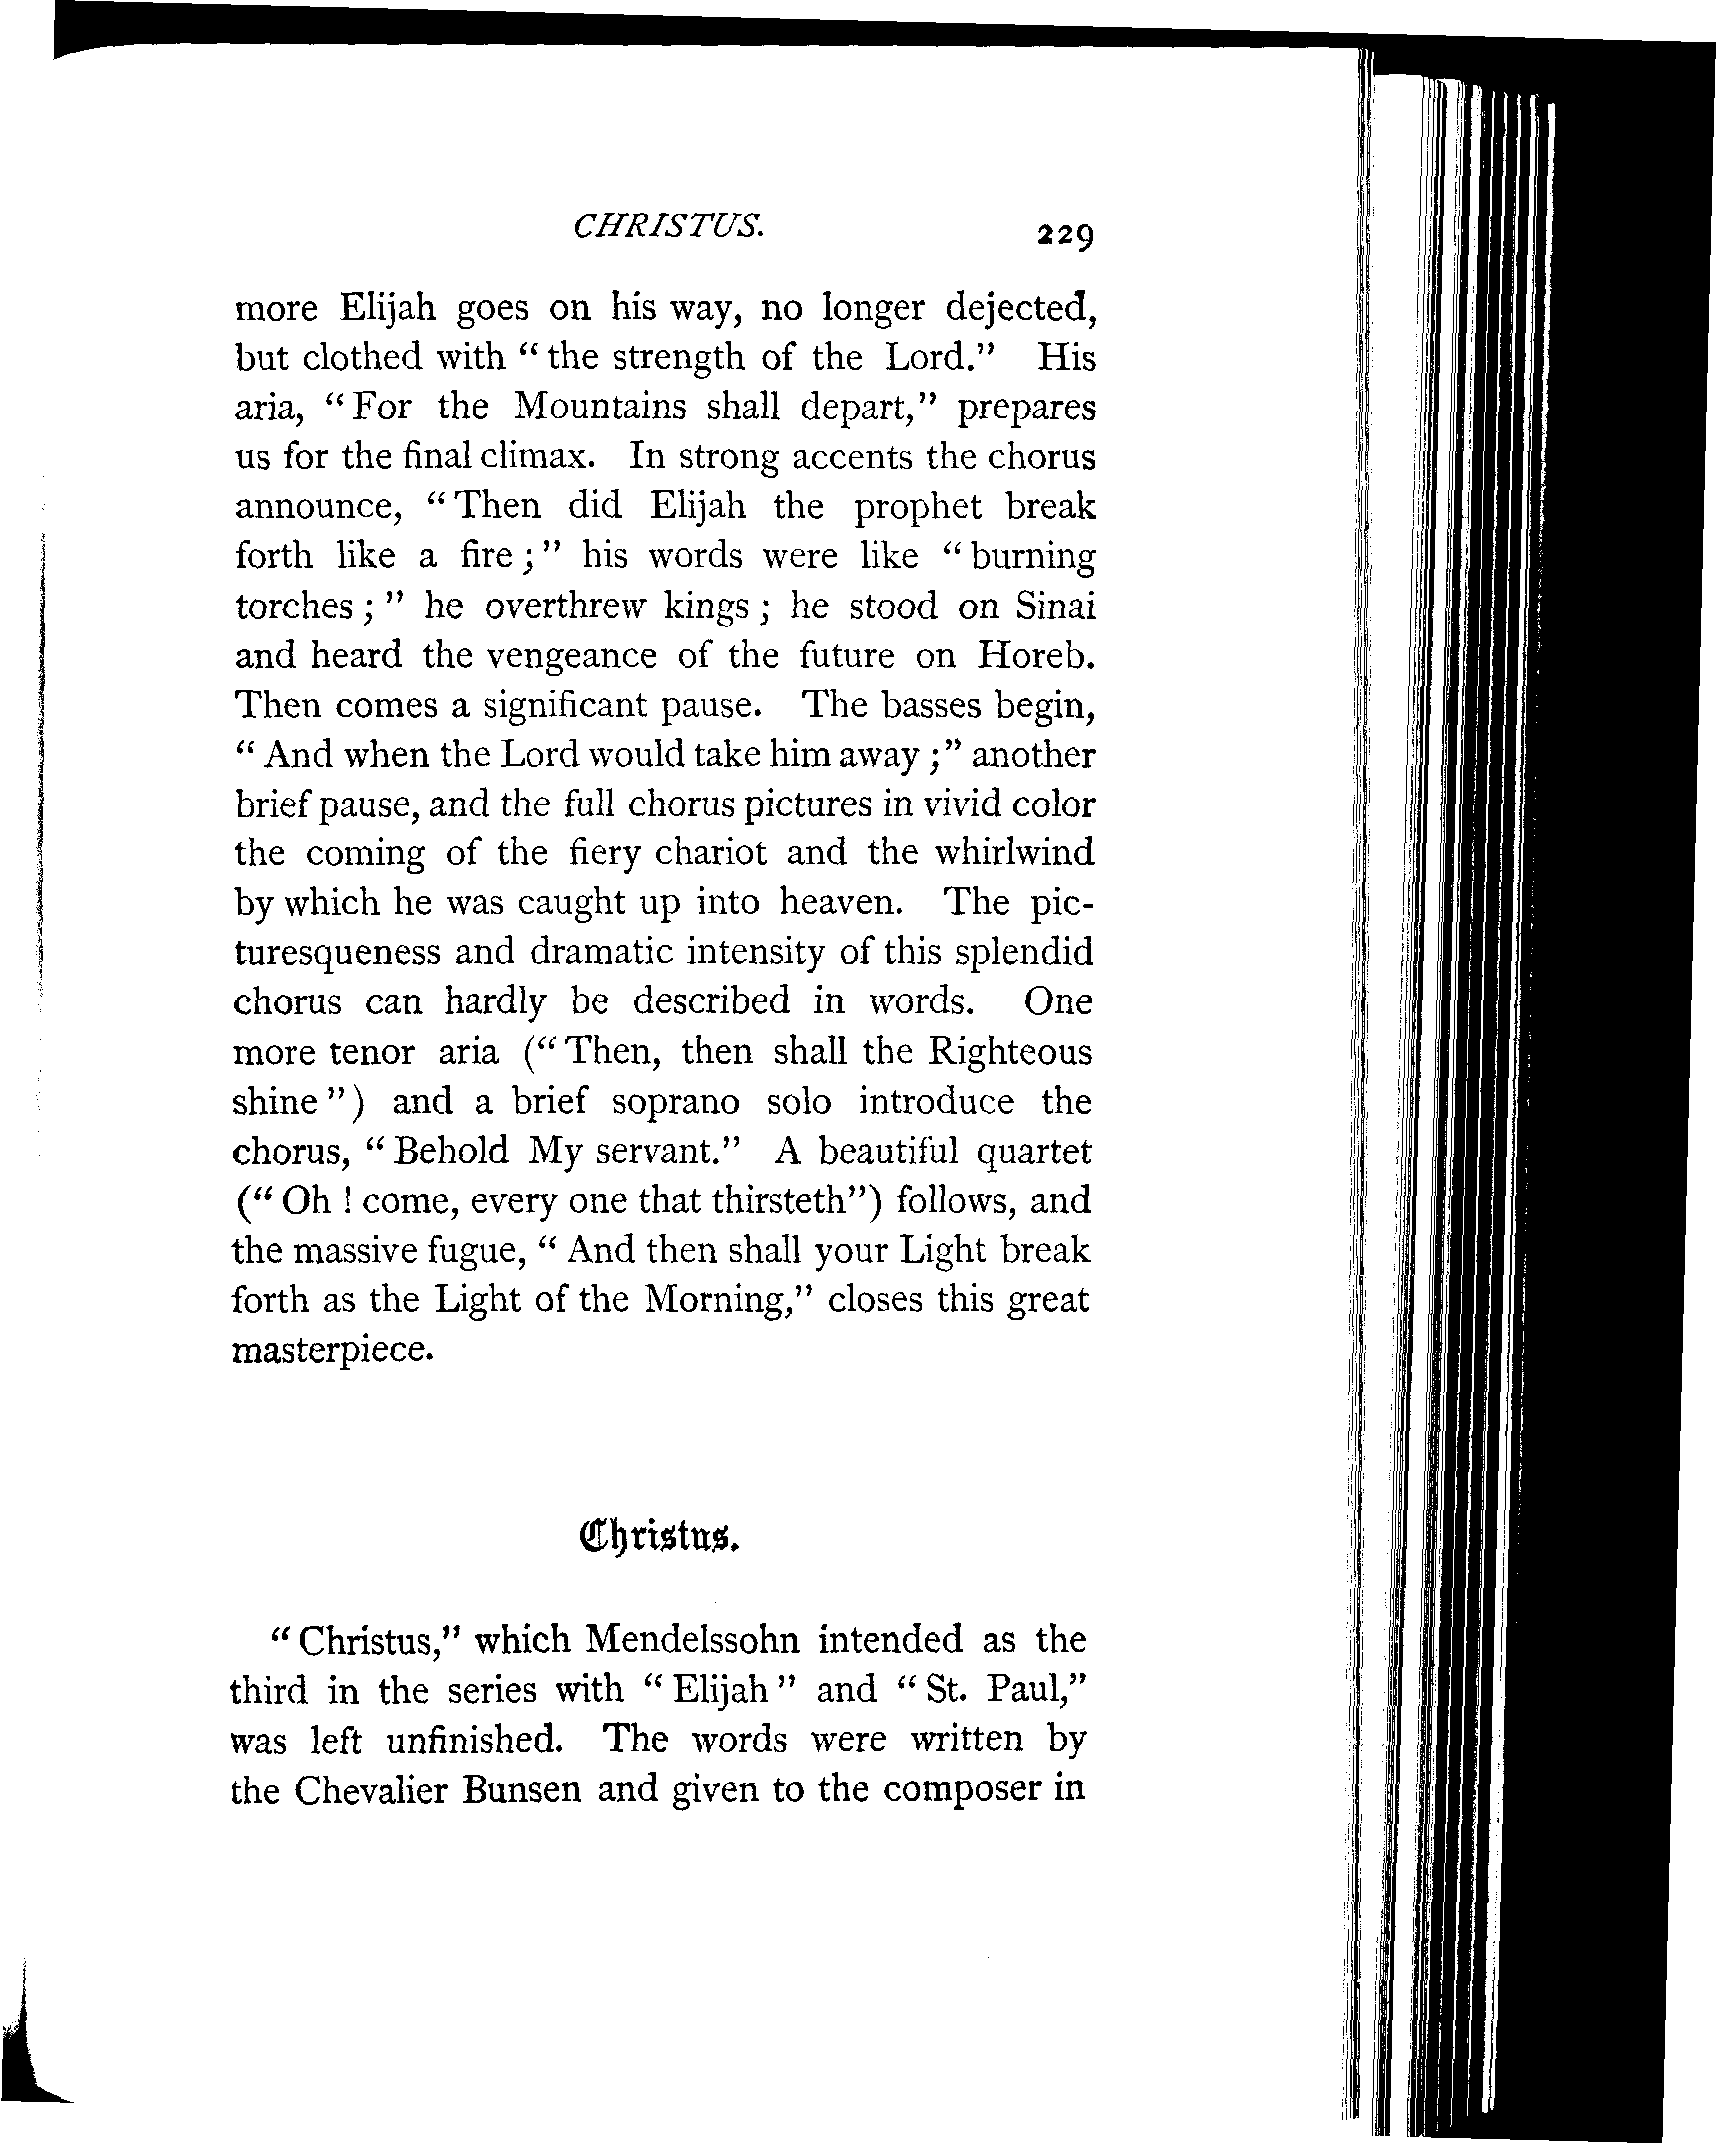 CHRISTUS. 229
more Elijah goes on his way, no longer dejected,
but clothed with “the strength of the Lord.” His
aria, “For the Mountains shall depart,” prepares
us for the final climax. In strong accents the chorus
announce, “Then did Elijah the prophet break
forth like a fire;” his words were like “burning
torches;” he overthrew kings; he stood on Sinai
and heard the vengeance of the future on Horeb.
Then comes a significant pause. The basses begin,
“And when the Lord would take him away;” another
brief pause, and the full chorus pictures in vivid color
the coming of the fiery chariot and the whirlwind
by which he was caught up into heaven. The pic-
turesqueness and dramatic intensity of this splendid
chorus can hardly be described in words. One
more tenor aria (“Then, then shall the Righteous
shine”) and a brief soprano solo introduce the
chorus, “Behold My servant.” A beautiful quartet
(“Oh! come, every one that thirsteth”) follows, and
the massive fugue, “And then shall your Light break
forth as the Light of the Morning,” closes this great
masterpiece.
Christus.
“Christus,” which Mendelssohn intended as the
third in the series with “Elijah” and “St. Paul,”
was left unfinished. The words were written by
the Chevalier Bunsen and given to the composer in